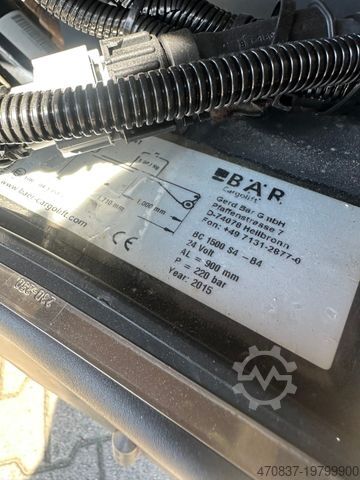 BÄR
Cargolift
Gerd Bär GmbH
Pfaffenstrasse 7
D-74078 Heilbronn
Fon: +49 7131-2877-0
BC 1500 S4 - B4
24 Volt
AL = 900 mm
P = 220 bar
Year: 2015
1.000 mm
1.710 mm
CE
470837-19799900